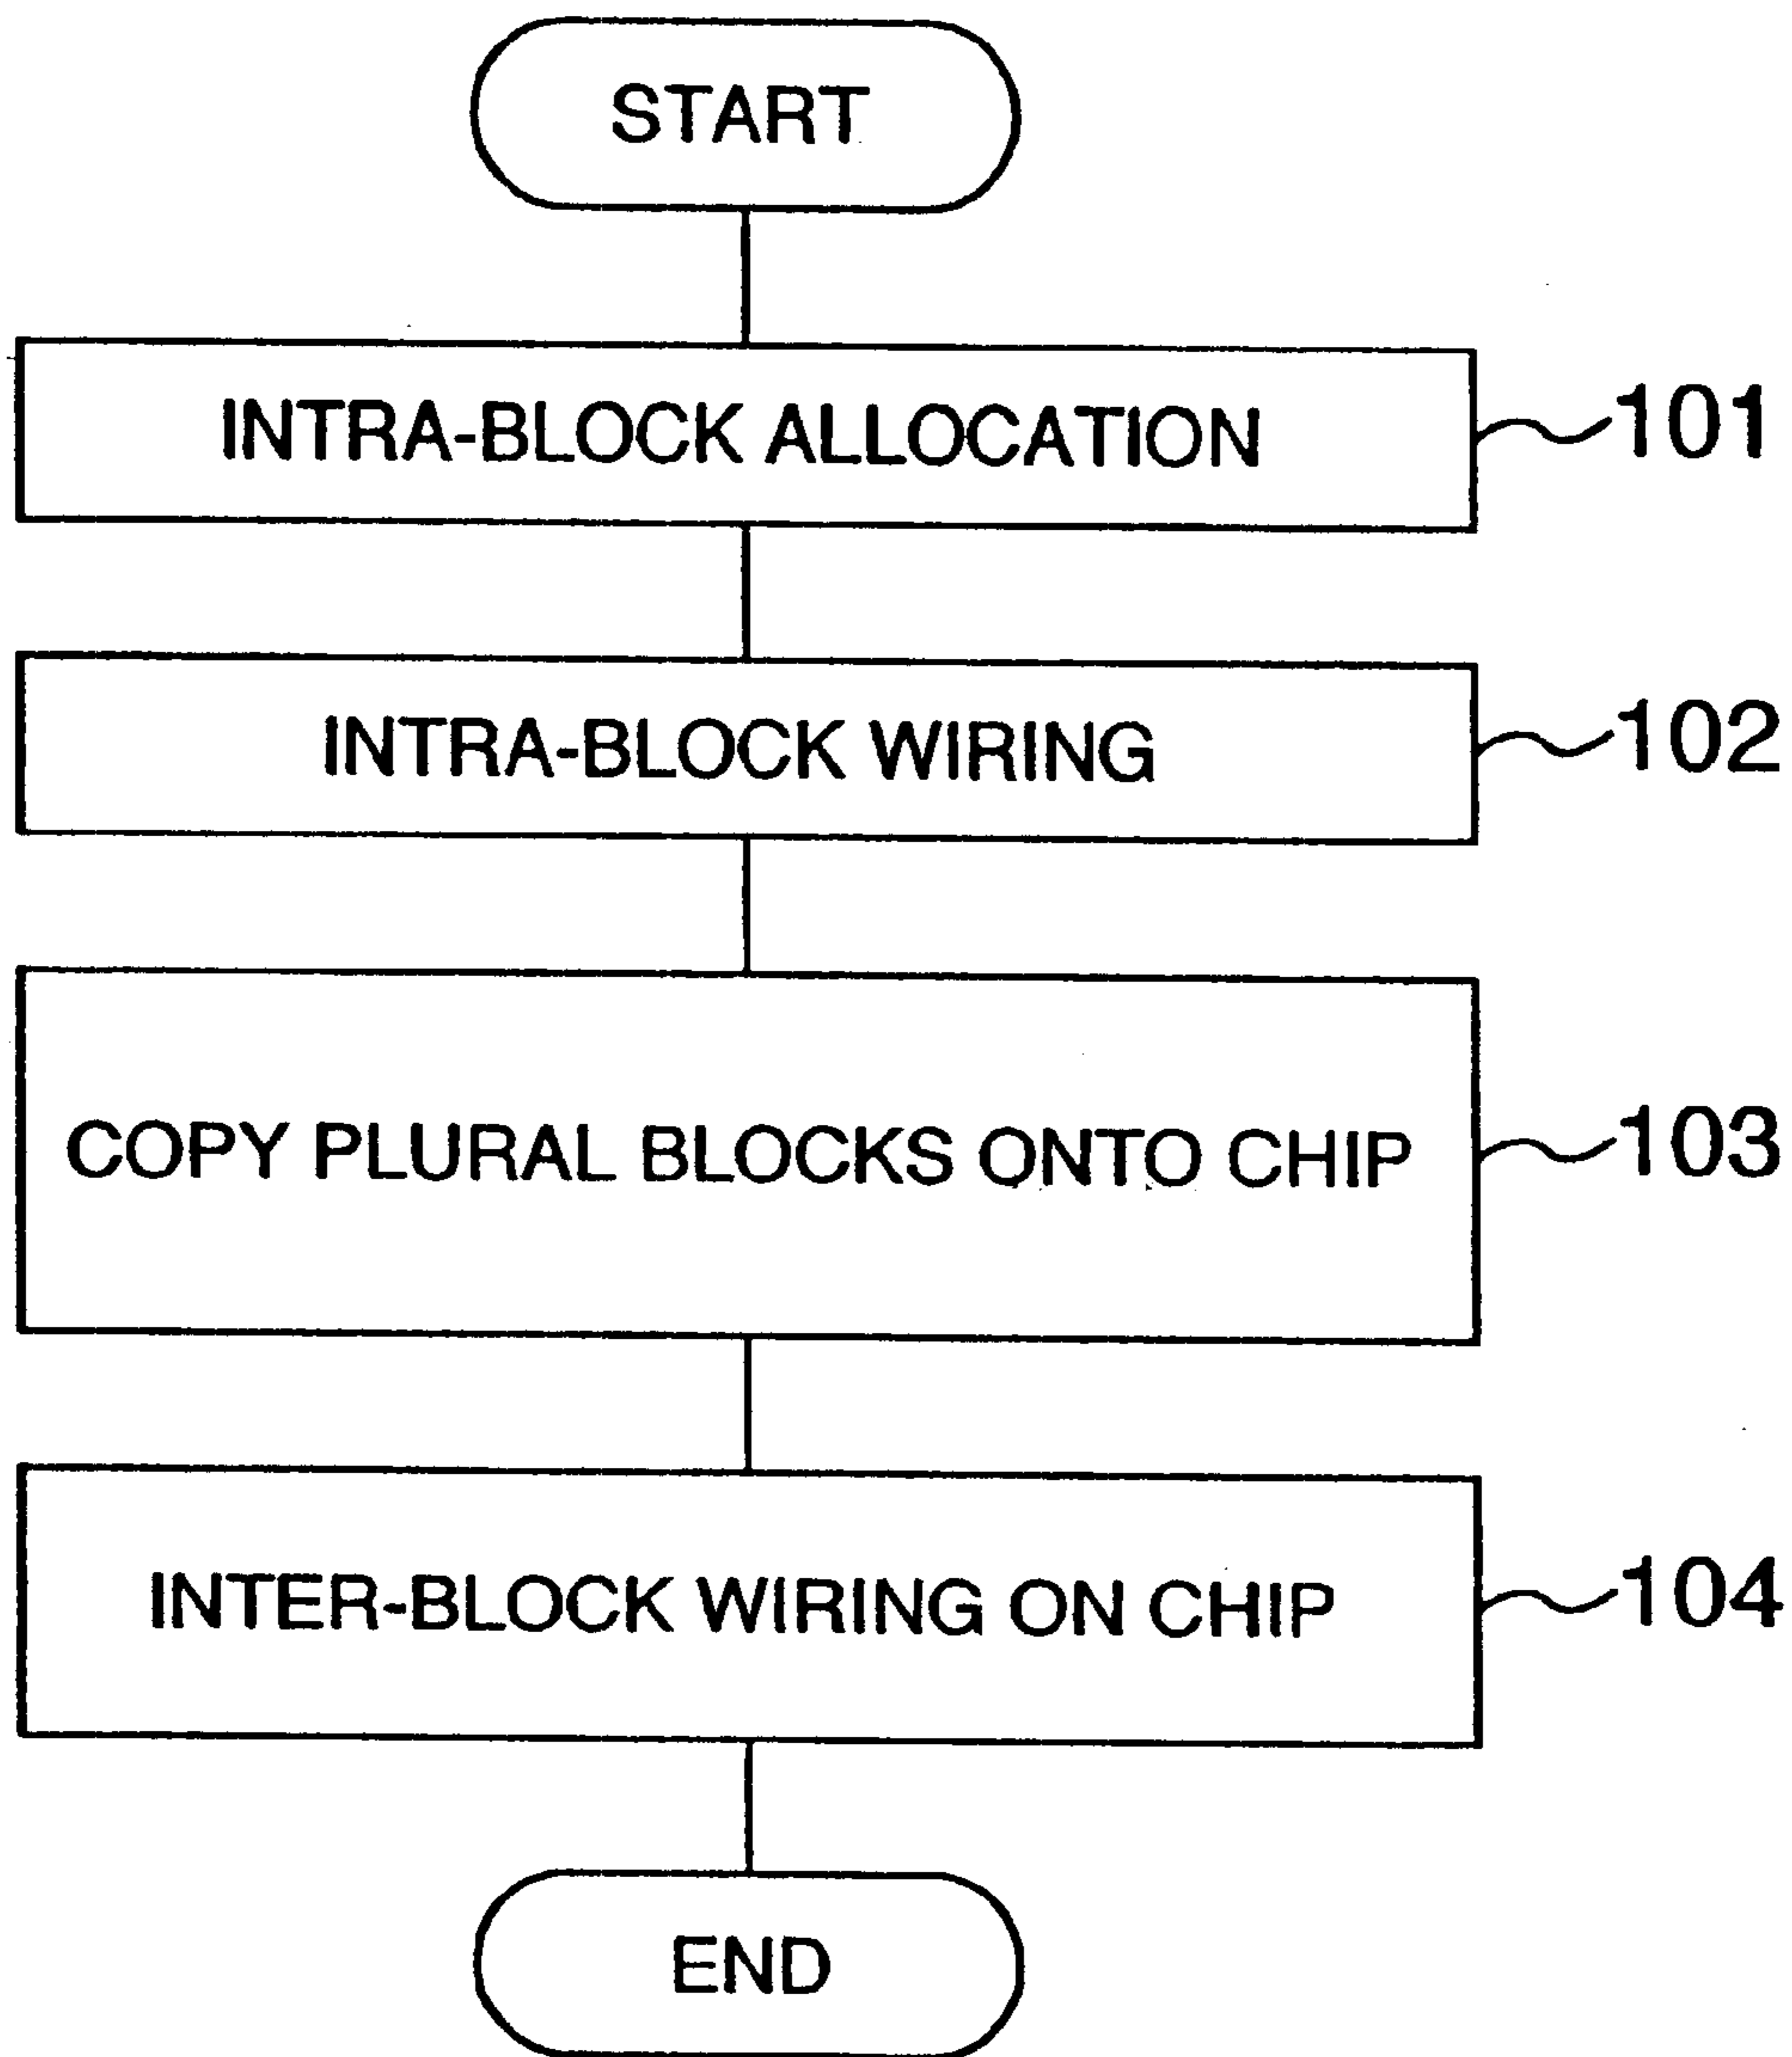 START
INTRA-BLOCK ALLOCATION 101
INTRA-BLOCK WIRING 102
COPY PLURAL BLOCKS ONTO CHIP 103
INTER-BLOCK WIRING ON CHIP 104
END